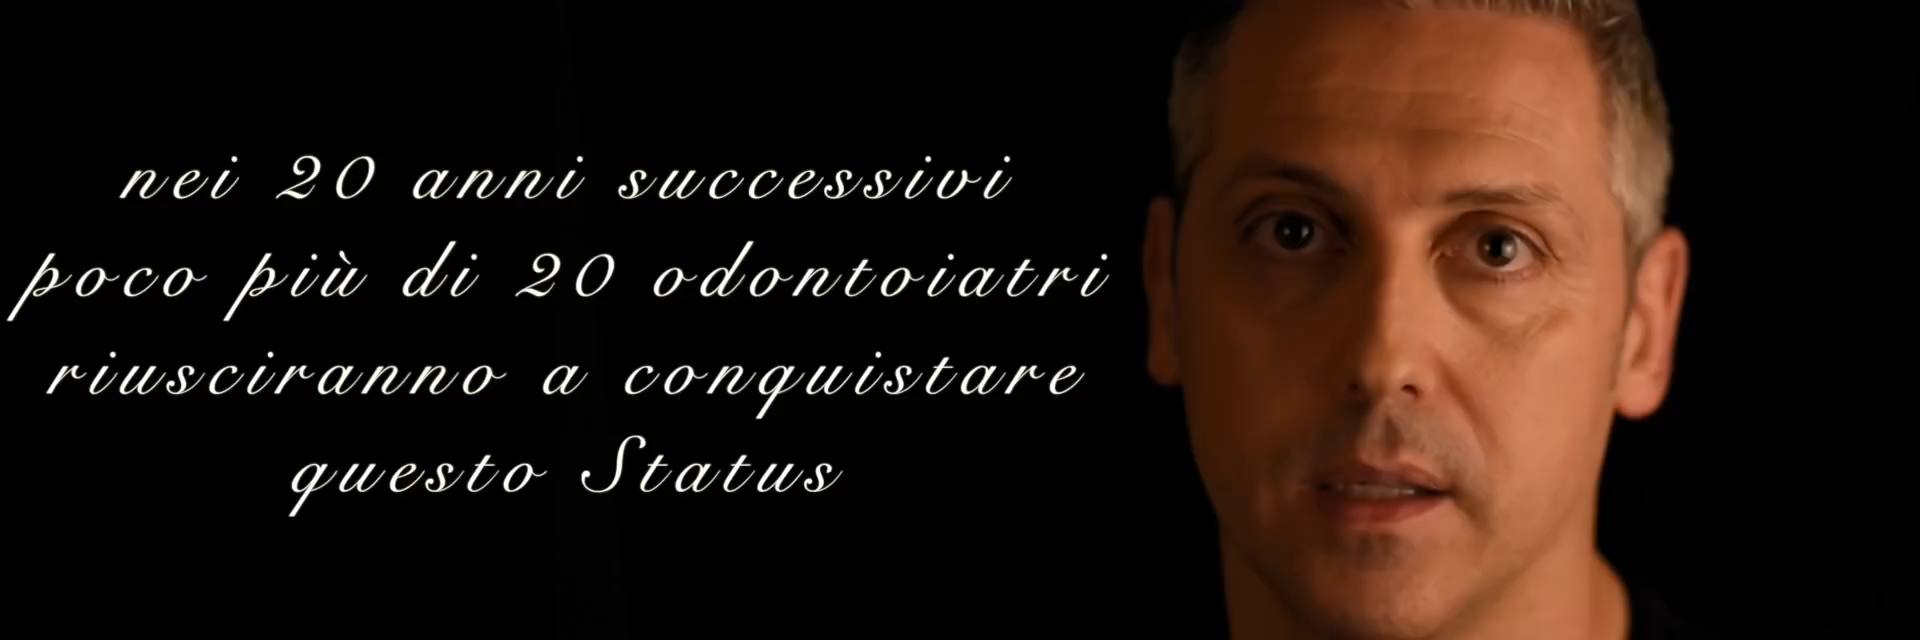 nei 20 anni successivi
poco più di 20 odontoiatri
riusciranno a conquistare
questo Status